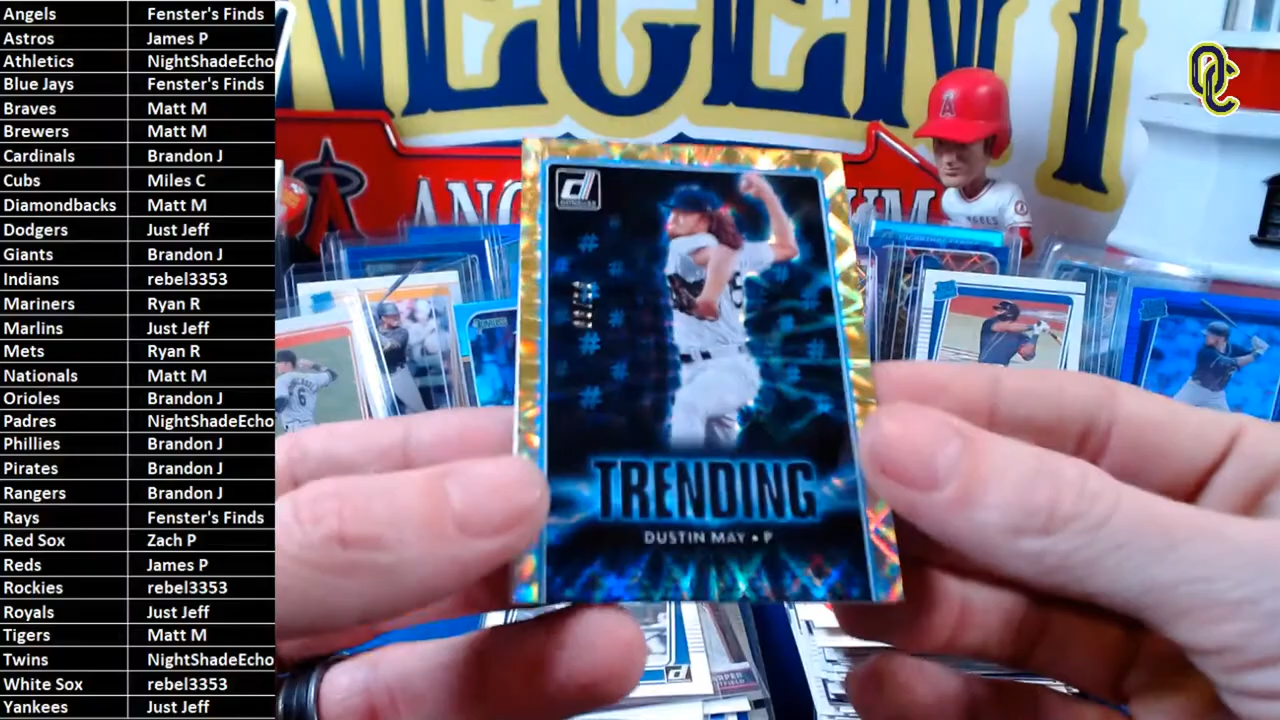 Angels Fenster's Finds
Astros James P
Athletics NightShadeEcho
Blue Jays Fenster's Finds
Braves Matt M
Brewers Matt M
Cardinals Brandon J
Cubs Miles C
Diamondbacks Matt M
Dodgers Just Jeff
Giants Brandon J
Indians rebel3353
Mariners Ryan R
Marlins Just Jeff
Mets Ryan R
Nationals Matt M
Orioles Brandon J
Padres NightShadeEcho
Phillies Brandon J
Pirates Brandon J
Rangers Brandon J
Rays Fenster's Finds
Red Sox Zach P
Reds James P
Rockies rebel3353
Royals Just Jeff
Tigers Matt M
Twins NightShadeEcho
White Sox rebel3353
Yankees Just Jeff
OC
d
TRENDING
DUSTIN MAY • P
A
ANGELS
6
d